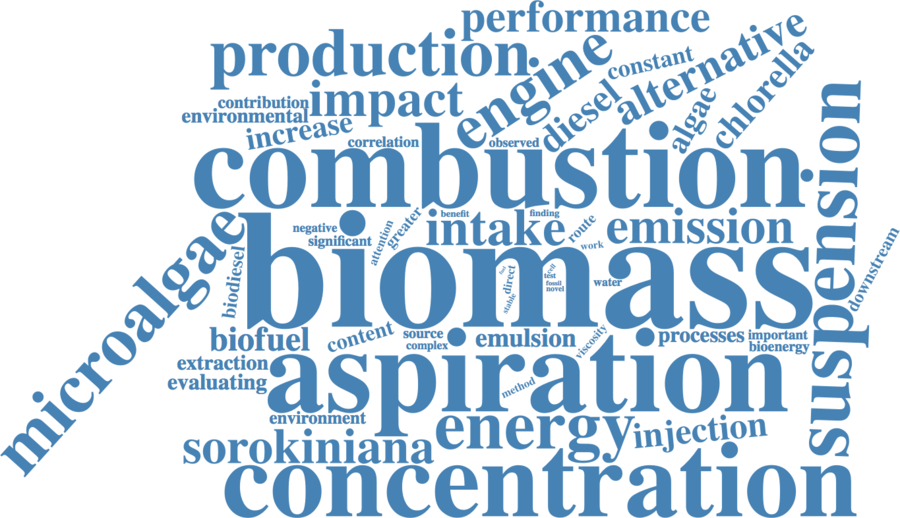 performance
production
engine
constant
alternative
contribution
impact
diesel
chlorella
environmental
algae
increase
correlation
observed
combustion
suspension
benefit
finding
negative
greater
intake
route
emission
significant
attention
work
microalgae
biodiesel
biomass
direct
cell
test
fossil
novel
stable
water
downstream
biofuel
content
source
complex
emulsion
viscosity
processes
important
bioenergy
extraction
evaluating
aspiration
method
environment
energy
injection
sorokiniana
concentration